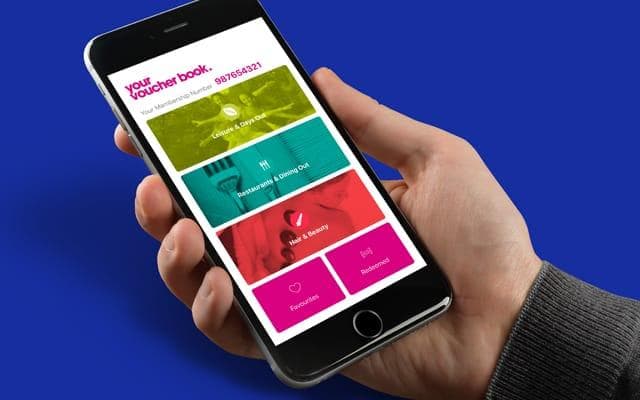 your
voucher book.
Your Membership Number 987654321
Leisure & Days Out
Restaurants & Dining Out
Hair & Beauty
Favourites
Redeemed